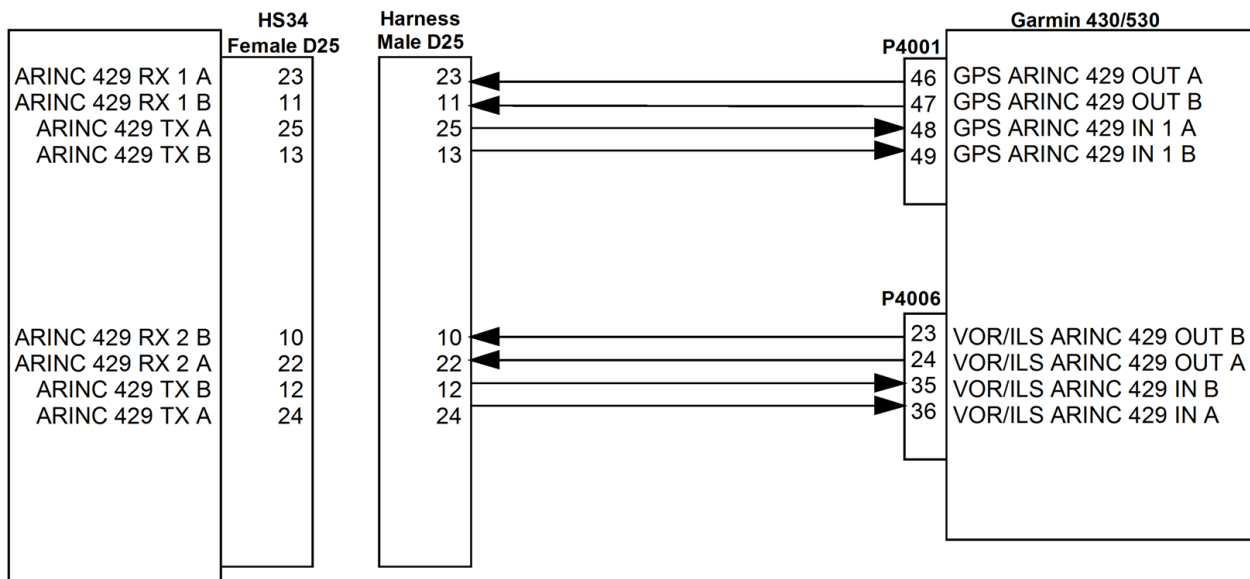 HS34
Female D25
Harness
Male D25
Garmin 430/530
P4001
ARINC 429 RX 1 A 23 23 46 GPS ARINC 429 OUT A
ARINC 429 RX 1 B 11 11 47 GPS ARINC 429 OUT B
ARINC 429 TX A 25 25 48 GPS ARINC 429 IN 1 A
ARINC 429 TX B 13 13 49 GPS ARINC 429 IN 1 B
P4006
ARINC 429 RX 2 B 10 10 23 VOR/ILS ARINC 429 OUT B
ARINC 429 RX 2 A 22 22 24 VOR/ILS ARINC 429 OUT A
ARINC 429 TX B 12 12 35 VOR/ILS ARINC 429 IN B
ARINC 429 TX A 24 24 36 VOR/ILS ARINC 429 IN A